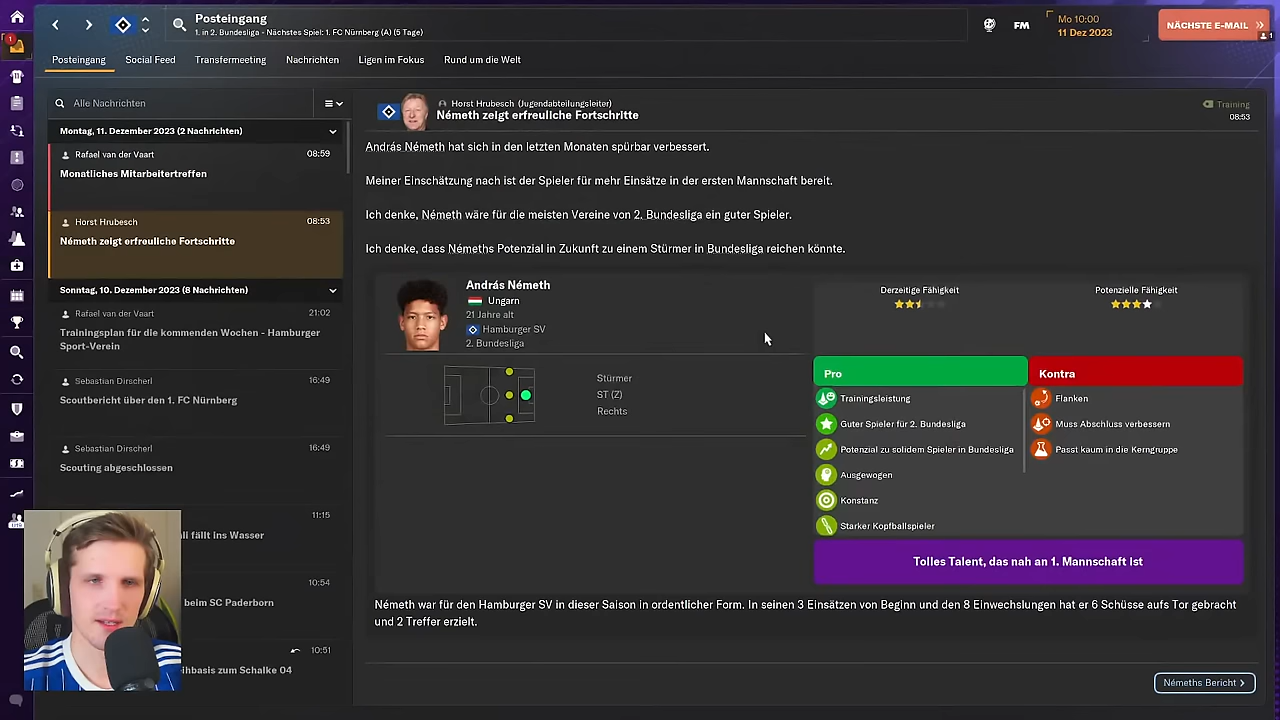 Posteingang
1. in 2. Bundesliga - Nächstes Spiel: 1. FC Nürnberg (A) (5 Tage)
FM
Mo 10:00
11 Dez 2023
NÄCHSTE E-MAIL
1
1
Posteingang
Social Feed
Transfermeeting
Nachrichten
Ligen im Fokus
Rund um die Welt
Alle Nachrichten
Montag, 11. Dezember 2023 (2 Nachrichten)
Rafael van der Vaart
08:59
Monatliches Mitarbeitertreffen
Horst Hrubesch
08:53
Németh zeigt erfreuliche Fortschritte
Sonntag, 10. Dezember 2023 (8 Nachrichten)
Rafael van der Vaart
21:02
Trainingsplan für die kommenden Wochen - Hamburger
Sport-Verein
Sebastian Dirscherl
16:49
Scoutbericht über den 1. FC Nürnberg
Sebastian Dirscherl
16:49
Scouting abgeschlossen
11:15
fällt ins Wasser
10:54
beim SC Paderborn
10:51
zum Schalke 04
Horst Hrubesch (Jugendabteilungsleiter)
Németh zeigt erfreuliche Fortschritte
Training
08:53
András Németh hat sich in den letzten Monaten spürbar verbessert.
Meiner Einschätzung nach ist der Spieler für mehr Einsätze in der ersten Mannschaft bereit.
Ich denke, Németh wäre für die meisten Vereine von 2. Bundesliga ein guter Spieler.
Ich denke, dass Némeths Potenzial in Zukunft zu einem Stürmer in Bundesliga reichen könnte.
András Németh
Ungarn
21 Jahre alt
Hamburger SV
2. Bundesliga
Stürmer
ST (Z)
Rechts
Derzeitige Fähigkeit
Potenzielle Fähigkeit
Pro
Kontra
Trainingsleistung
Guter Spieler für 2. Bundesliga
Potenzial zu solidem Spieler in Bundesliga
Ausgewogen
Konstanz
Starker Kopfballspieler
Flanken
Muss Abschluss verbessern
Passt kaum in die Kerngruppe
Tolles Talent, das nah an 1. Mannschaft ist
Németh war für den Hamburger SV in dieser Saison in ordentlicher Form. In seinen 3 Einsätzen von Beginn und den 8 Einwechslungen hat er 6 Schüsse aufs Tor gebracht
und 2 Treffer erzielt.
Némeths Bericht